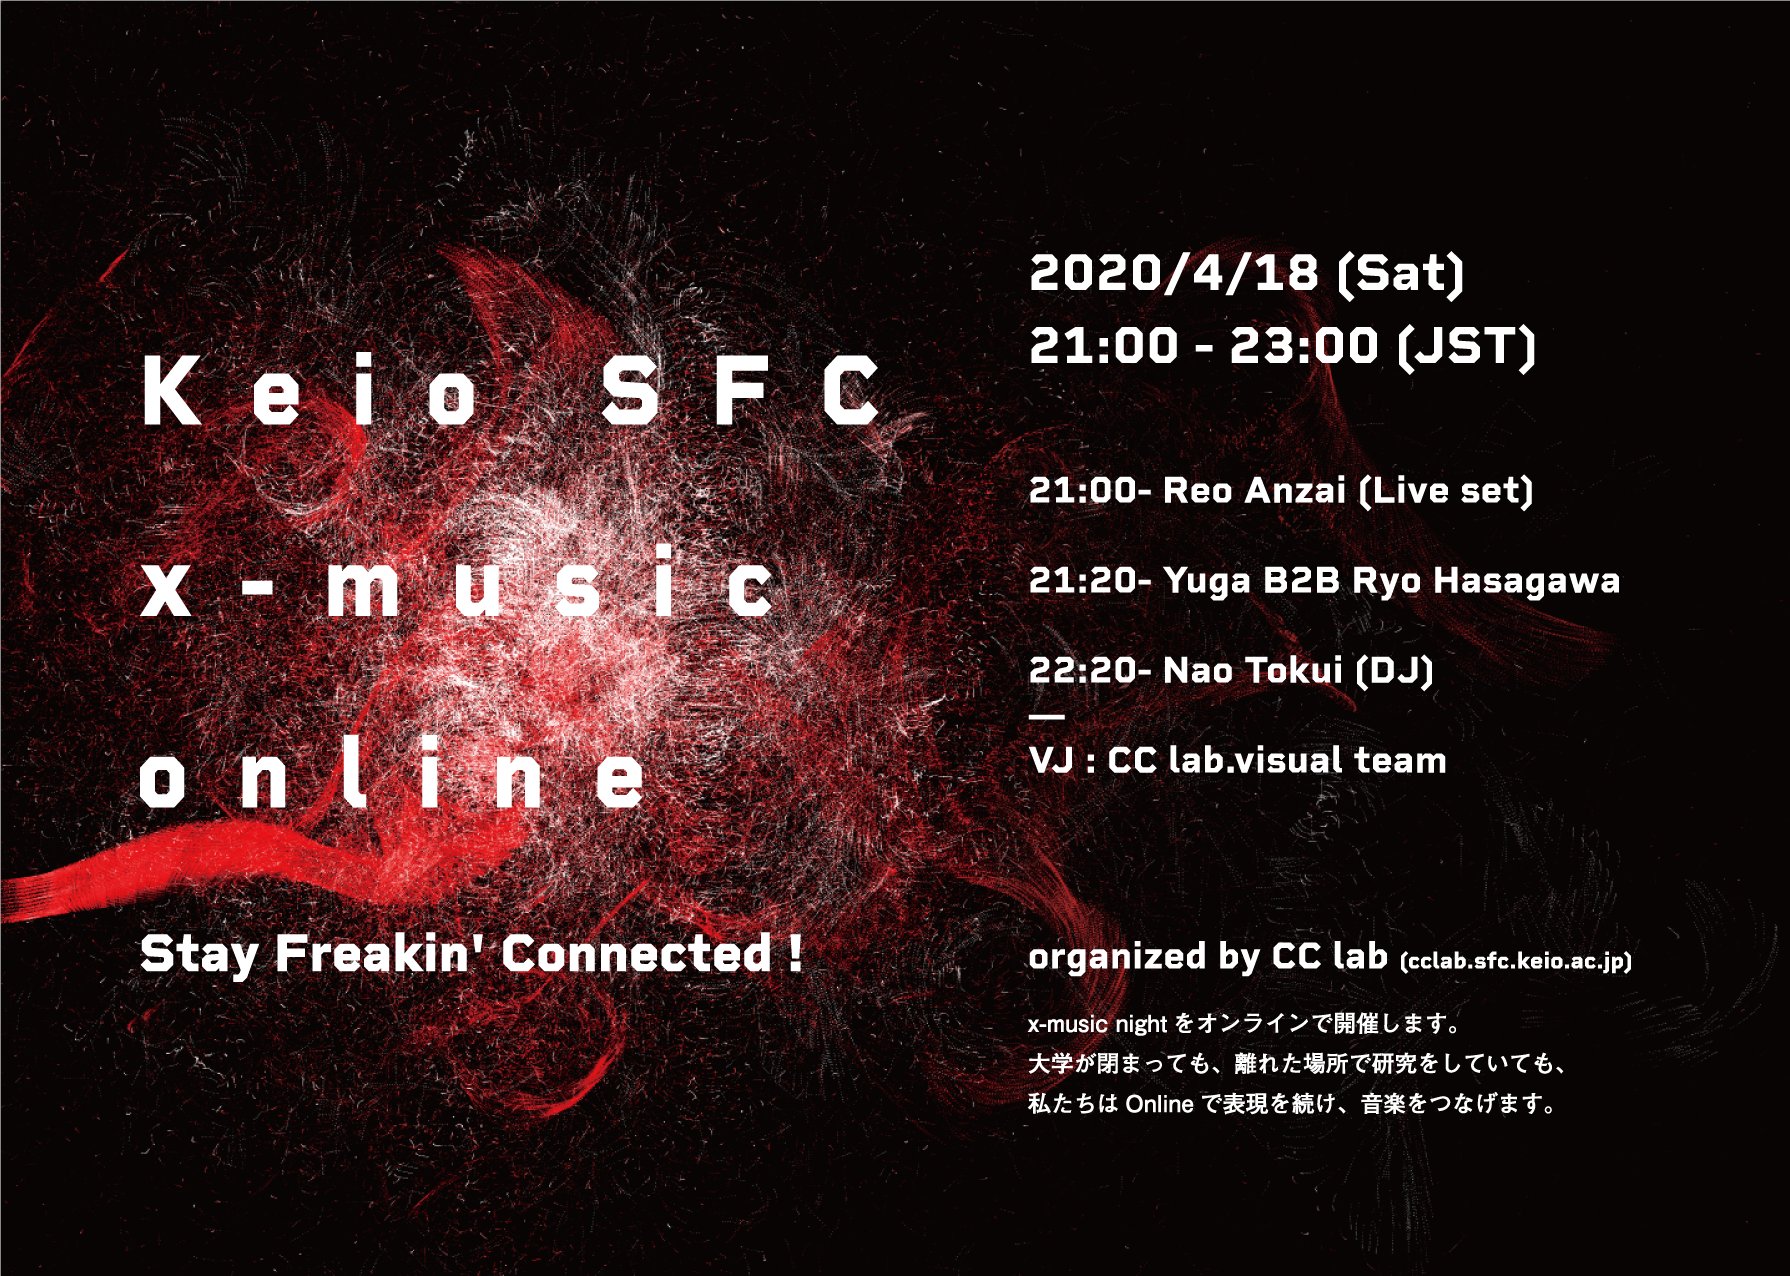 Keio SFC
x-music
online
Stay Freakin' Connected !
2020/4/18 (Sat)
21:00 - 23:00 (JST)
21:00- Reo Anzai (Live set)
21:20- Yuga B2B Ryo Hasagawa
22:20- Nao Tokui (DJ)
—
VJ : CC lab.visual team
organized by CC lab (cclab.sfc.keio.ac.jp)
x-music night をオンラインで開催します。
大学が閉まっても、離れた場所で研究をしていても、
私たちは Online で表現を続け、音楽をつなげます。